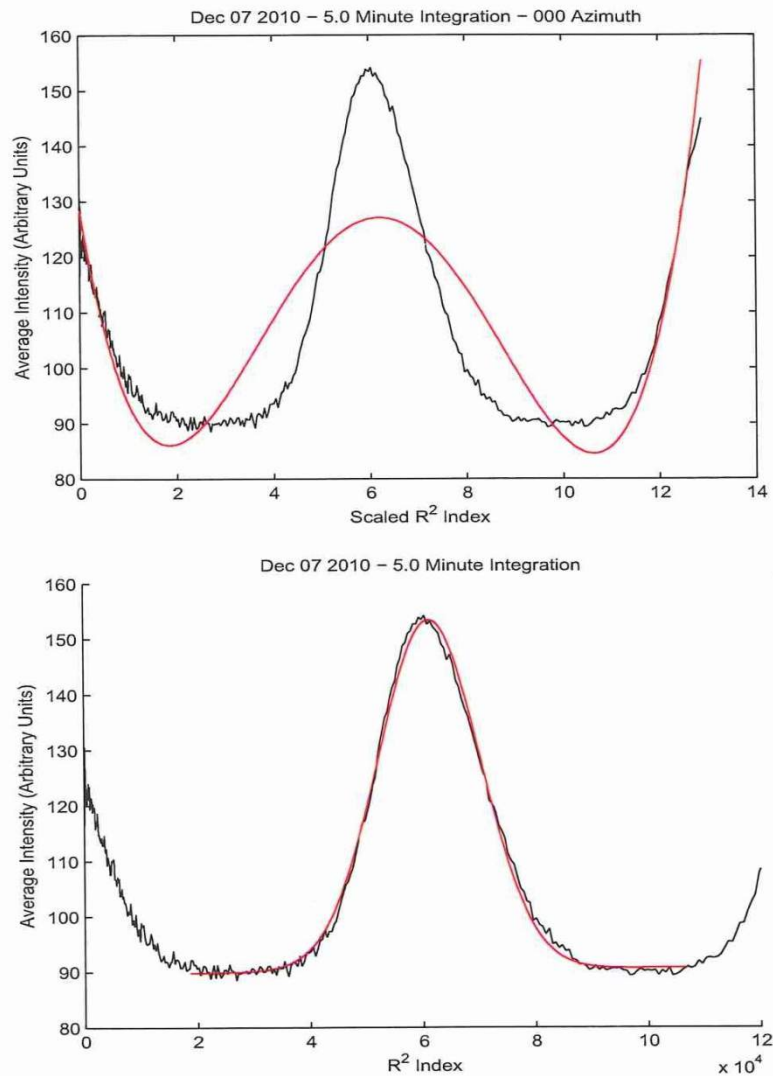 Dec 07 2010 – 5.0 Minute Integration – 000 Azimuth
160
150
140
130
120
110
100
90
80
Average Intensity (Arbitrary Units)
0 2 4 6 8 10 12 14
Scaled R² Index
Dec 07 2010 – 5.0 Minute Integration
160
150
140
130
120
110
100
90
80
Average Intensity (Arbitrary Units)
0 2 4 6 8 10 12
R² Index
x 10⁴